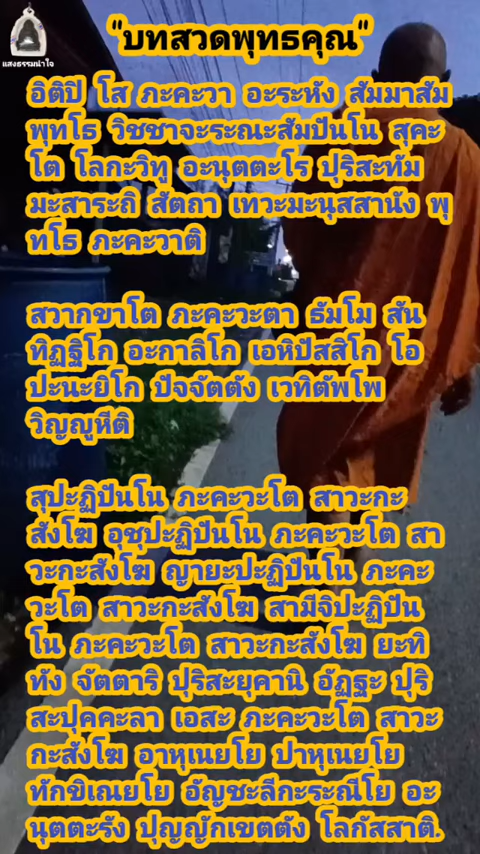 "บทสวดพุทธคุณ"
แสงธรรมนำใจ
อิติปิ โส ภะคะวา อะระหัง สัมมาสัม
พุทโธ วิชชาจะระณะสัมปันโน สุคะ
โต โลกะวิทู อะนุตตะโร ปุริสะทัม
มะสาระถิ สัตถา เทวะมะนุสสานัง พุ
ทโธ ภะคะวาติ
สวากขาโต ภะคะวะตา ธัมโม สัน
ทิฏฐิโก อะกาลิโก เอหิปัสสิโก โอ
ปะนะยิโก ปัจจัตตัง เวทิตัพโพ
วิญญูหีติ
สุปะฏิปันโน ภะคะวะโต สาวะกะ
สังโฆ อุชุปะฏิปันโน ภะคะวะโต สา
วะกะสังโฆ ญายะปะฏิปันโน ภะคะ
วะโต สาวะกะสังโฆ สามีจิปะฏิปัน
โน ภะคะวะโต สาวะกะสังโฆ ยะทิ
ทัง จัตตาริ ปุริสะยุคานิ อัฏฐะ ปุริ
สะปุคคะลา เอสะ ภะคะวะโต สาวะ
กะสังโฆ อาหุเนยโย ปาหุเนยโย
ทักขิเณยโย อัญชะลีกะระณีโย อะ
นุตตะรัง ปุญญักเขตตัง โลกัสสาติ.